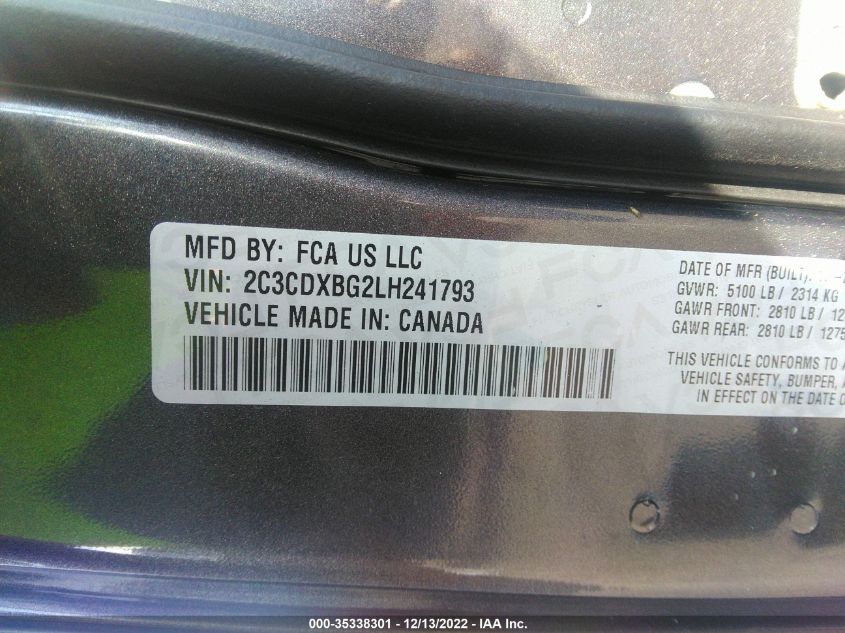 MFD BY: FCA US LLC
VIN: 2C3CDXBG2LH241793
VEHICLE MADE IN: CANADA
DATE OF MFR (BUILT):
GVWR: 5100 LB / 2314 KG
GAWR FRONT: 2810 LB / 12
GAWR REAR: 2810 LB / 1275
THIS VEHICLE CONFORMS TO A
VEHICLE SAFETY, BUMPER, A
IN EFFECT ON THE DATE O
000-35338301 - 12/13/2022 - IAA Inc.